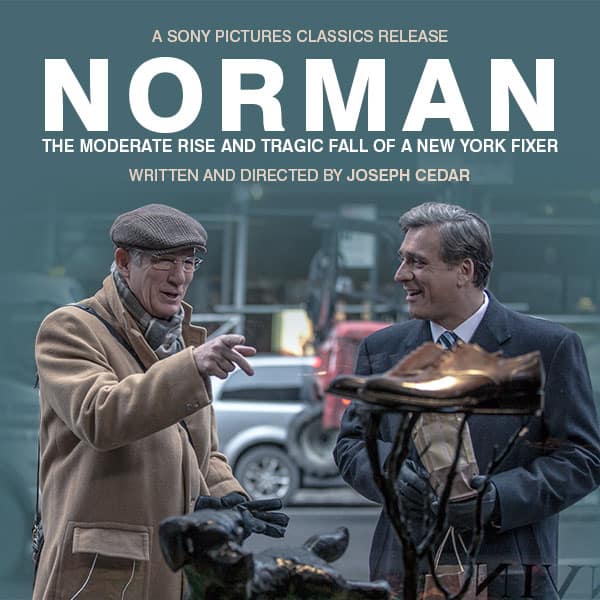 A SONY PICTURES CLASSICS RELEASE
NORMAN
THE MODERATE RISE AND TRAGIC FALL OF A NEW YORK FIXER
WRITTEN AND DIRECTED BY JOSEPH CEDAR